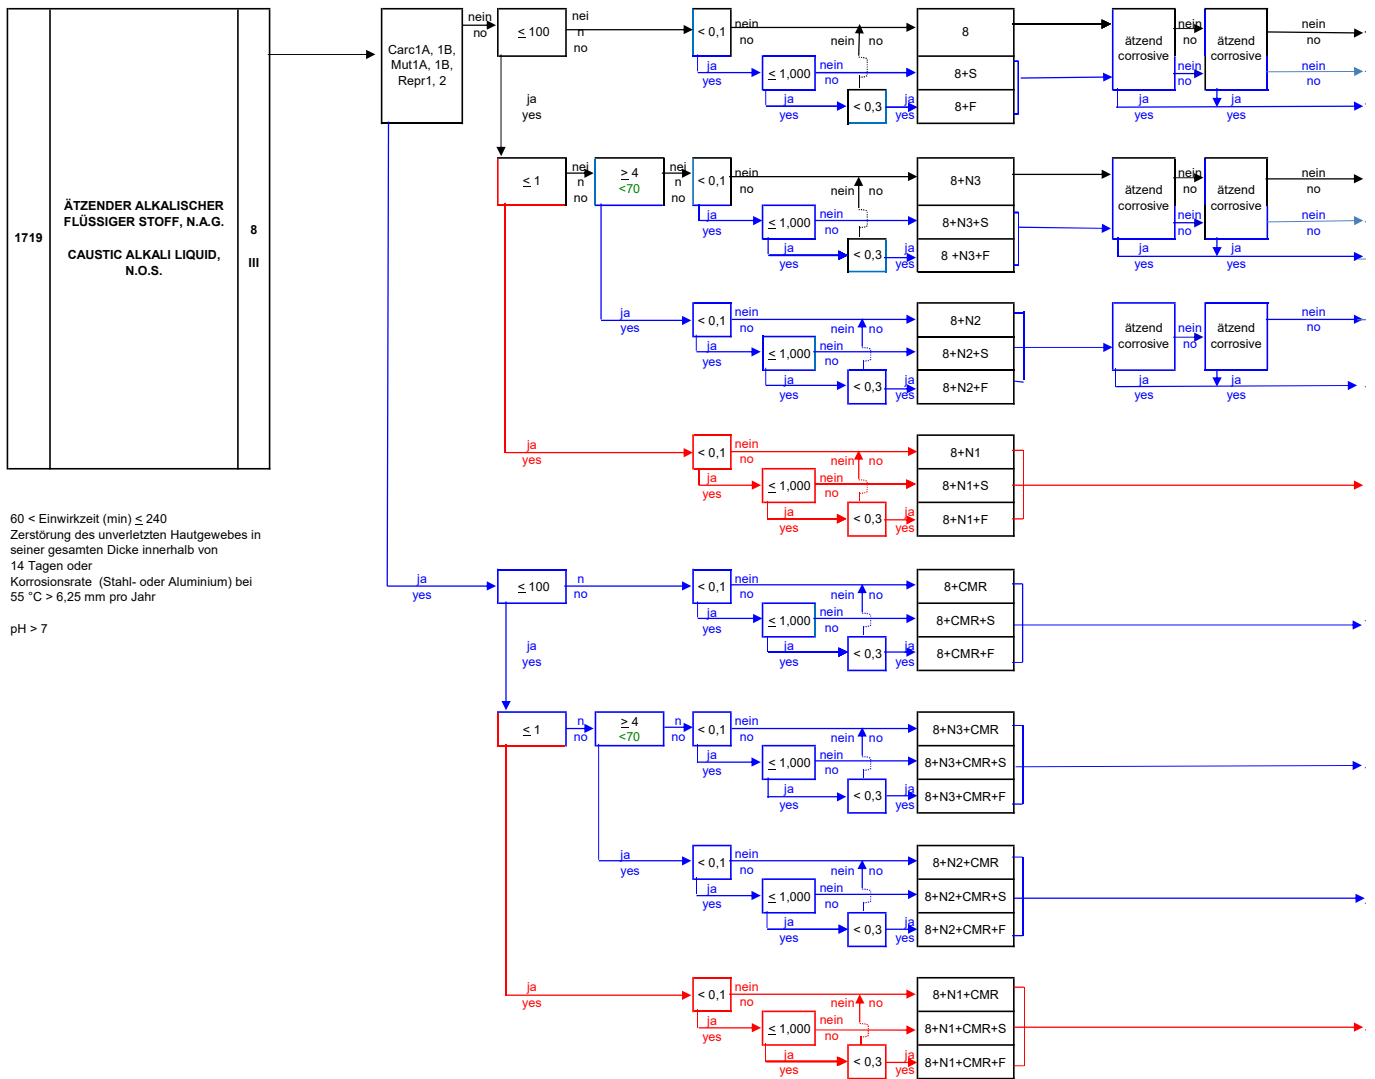 1719
ÄTZENDER ALKALISCHER
FLÜSSIGER STOFF, N.A.G.
CAUSTIC ALKALI LIQUID,
N.O.S.
8
III
60 < Einwirkzeit (min) ≤ 240
Zerstörung des unverletzten Hautgewebes in
seiner gesamten Dicke innerhalb von
14 Tagen oder
Korrosionsrate (Stahl- oder Aluminium) bei
55 °C > 6,25 mm pro Jahr
pH > 7
Carc1A, 1B,
Mut1A, 1B,
Repr1, 2
nein
no
≤ 100
nei
n
no
< 0,1
nein
no
nein no
8
ätzend
corrosive
nein
no
ätzend
corrosive
nein
no
ja
yes
≤ 1,000
nein
no
8+S
nein
no
nein
no
ja
yes
< 0,3
ja
yes
8+F
ja
yes
ja
yes
ja
yes
≤ 1
nei
n
no
≥ 4
<70
nei
n
no
< 0,1
nein
no
nein no
8+N3
ätzend
corrosive
nein
no
ätzend
corrosive
nein
no
ja
yes
≤ 1,000
nein
no
8+N3+S
nein
no
nein
no
ja
yes
< 0,3
ja
yes
8 +N3+F
ja
yes
ja
yes
ja
yes
< 0,1
nein
no
nein no
8+N2
ätzend
corrosive
nein
no
ätzend
corrosive
nein
no
ja
yes
≤ 1,000
nein
no
8+N2+S
ja
yes
< 0,3
ja
yes
8+N2+F
ja
yes
ja
yes
ja
yes
< 0,1
nein
no
nein no
8+N1
ja
yes
≤ 1,000
nein
no
8+N1+S
ja
yes
< 0,3
ja
yes
8+N1+F
ja
yes
≤ 100
n
no
< 0,1
nein
no
nein no
8+CMR
ja
yes
≤ 1,000
nein
no
8+CMR+S
ja
yes
< 0,3
ja
yes
8+CMR+F
ja
yes
≤ 1
n
no
≥ 4
<70
n
no
< 0,1
nein
no
nein no
8+N3+CMR
ja
yes
≤ 1,000
nein
no
8+N3+CMR+S
ja
yes
< 0,3
ja
yes
8+N3+CMR+F
ja
yes
< 0,1
nein
no
nein no
8+N2+CMR
ja
yes
≤ 1,000
nein
no
8+N2+CMR+S
ja
yes
< 0,3
ja
yes
8+N2+CMR+F
ja
yes
< 0,1
nein
no
nein no
8+N1+CMR
ja
yes
≤ 1,000
nein
no
8+N1+CMR+S
ja
yes
< 0,3
ja
yes
8+N1+CMR+F